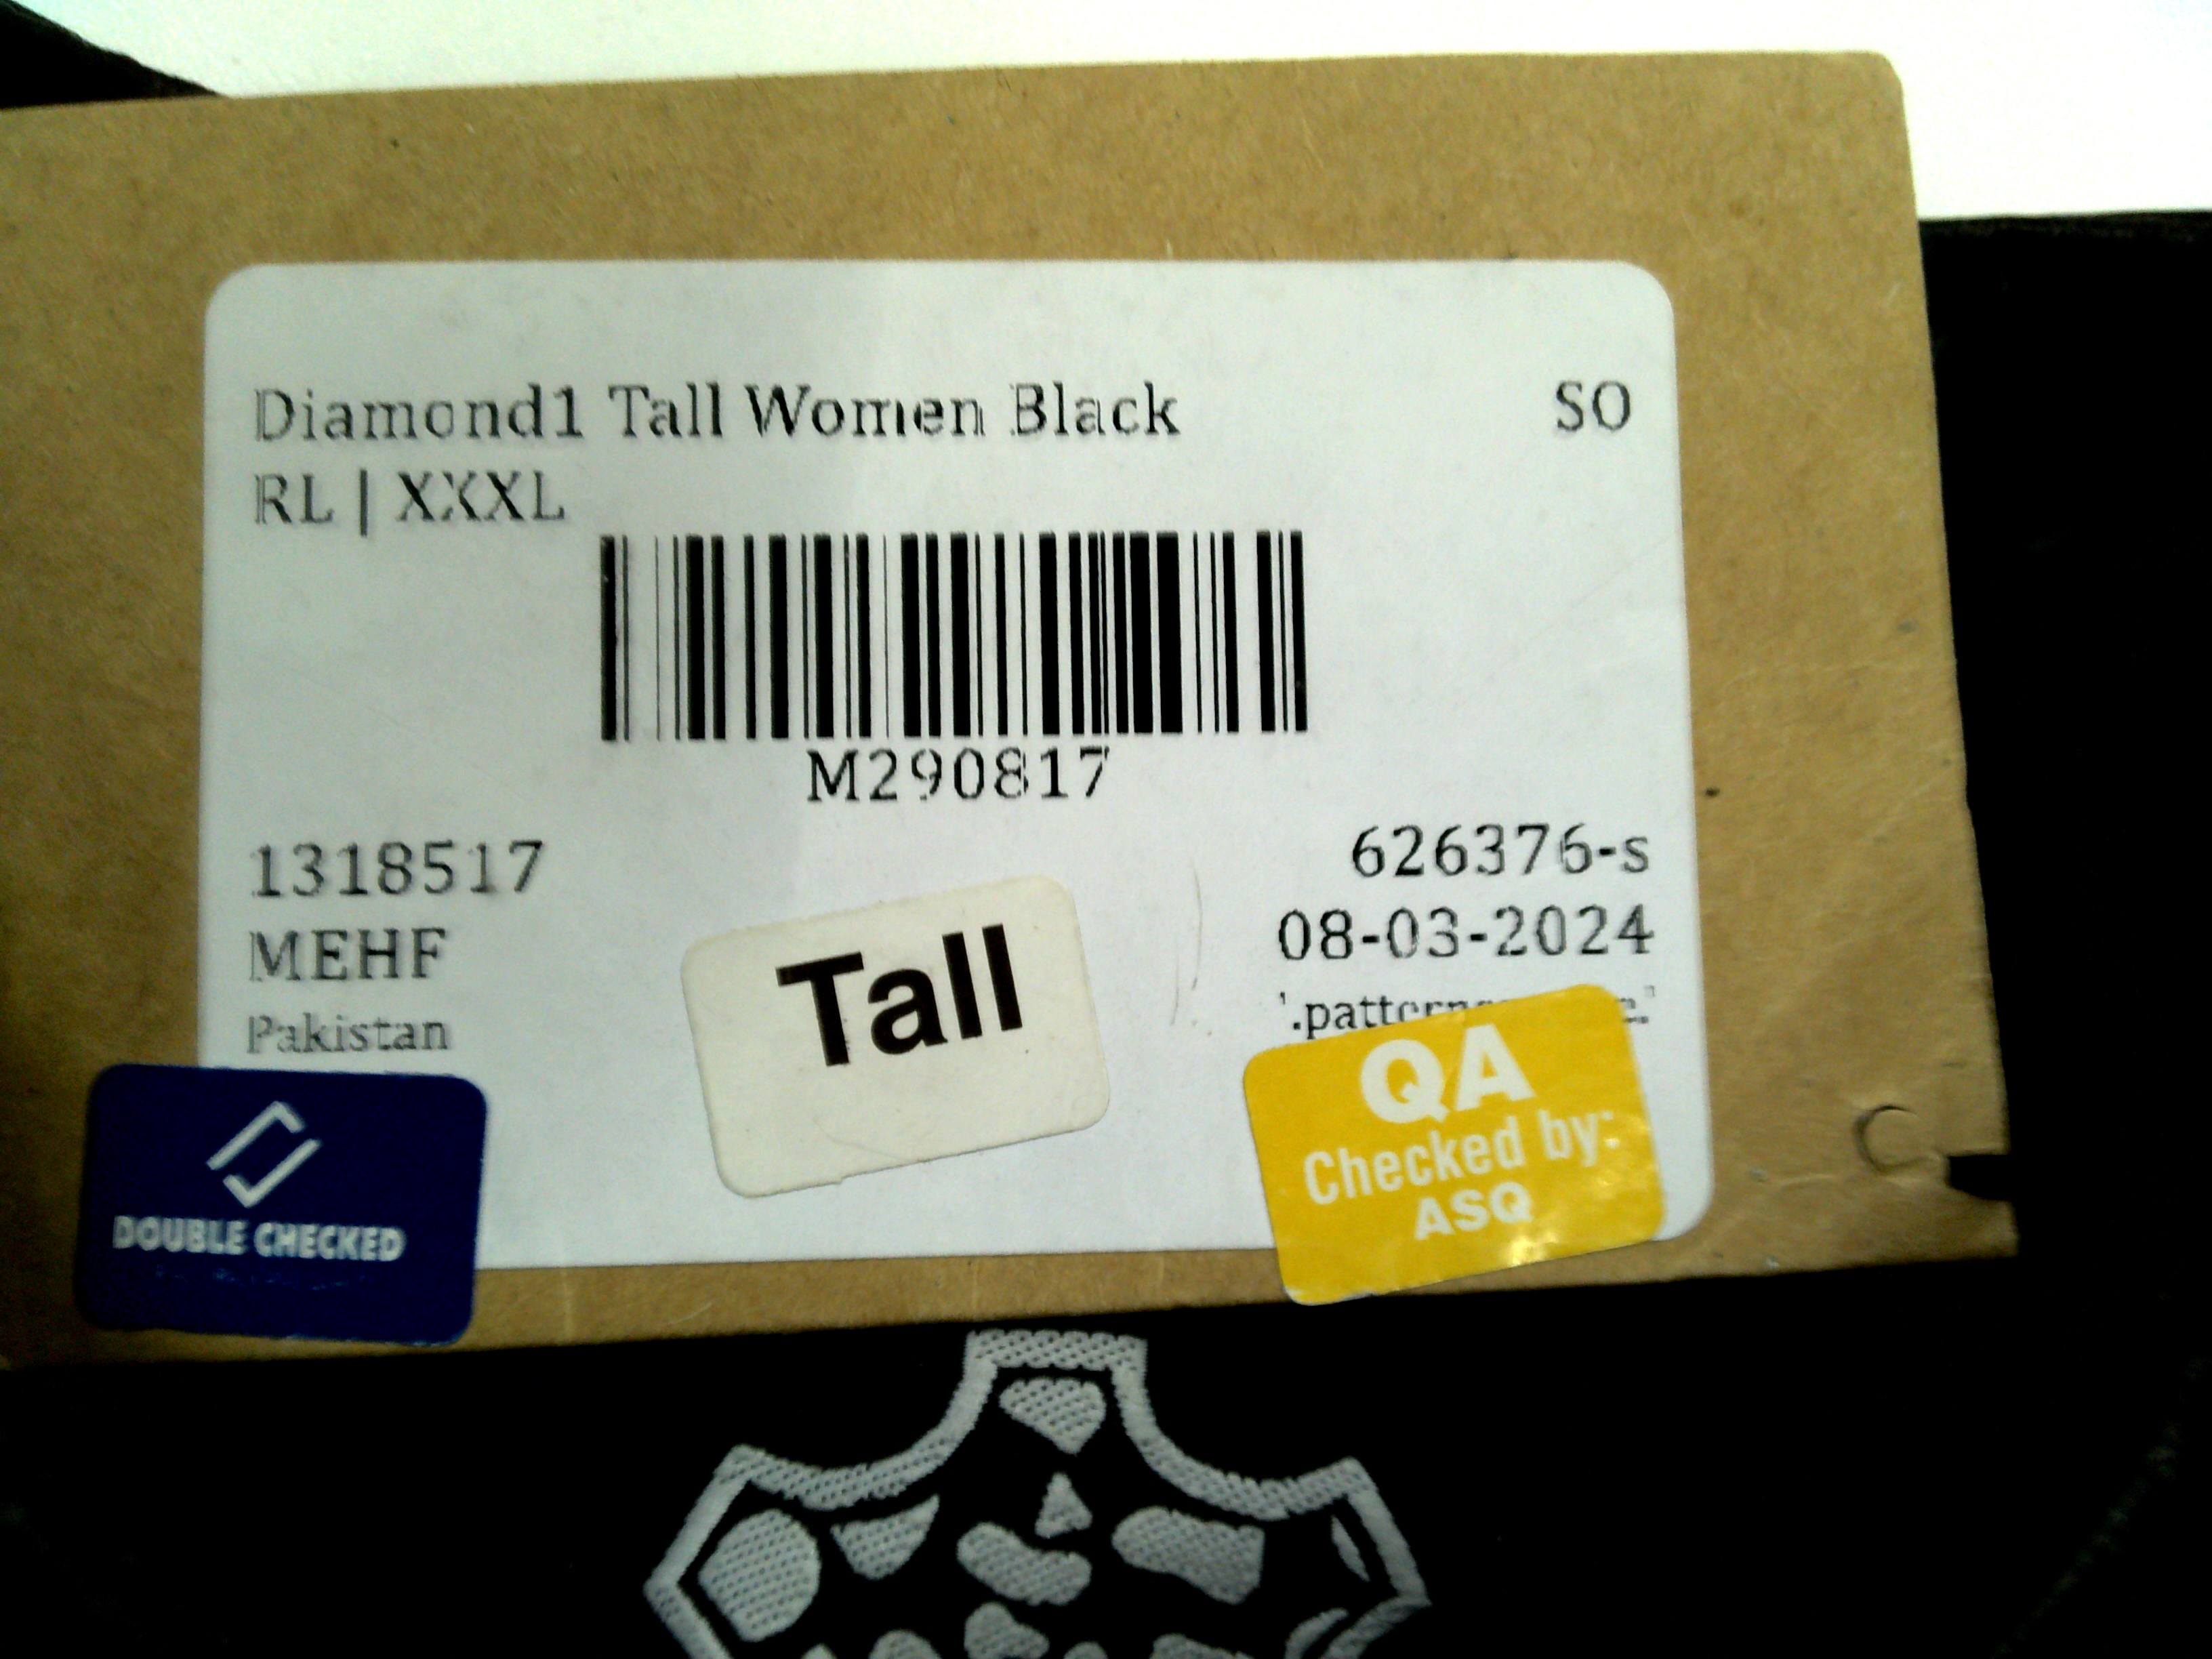 Diamond1 Tall Women Black SO
RL | XXXL
M290817
1318517 626376-s
MEHF 08-03-2024
Pakistan
Tall
DOUBLE CHECKED
QA
Checked by:
ASQ